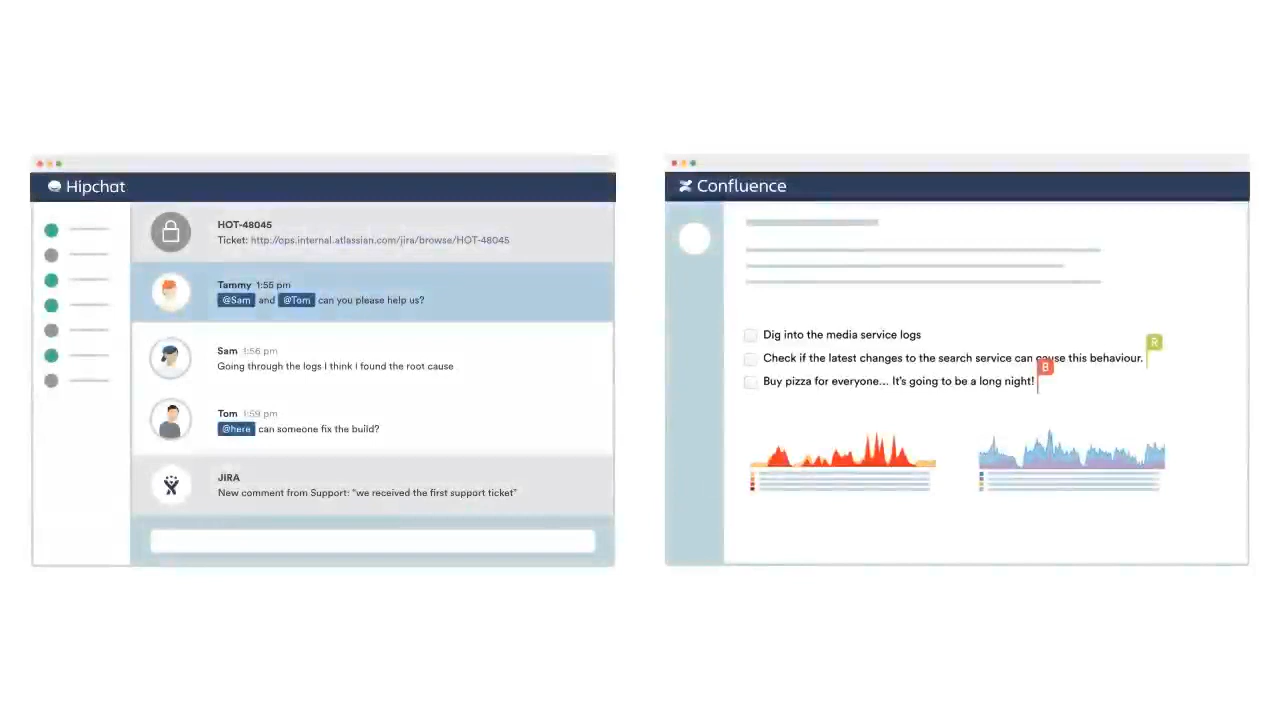 Hipchat
HOT-48045
Ticket: http://ops.internal.atlassian.com/jira/browse/HOT-48045
Tammy 1:55 pm
@Sam and @Tom can you please help us?
Sam 1:56 pm
Going through the logs I think I found the root cause
Tom 1:59 pm
@here can someone fix the build?
JIRA
New comment from Support: "we received the first support ticket"
Confluence
Dig into the media service logs
R
Check if the latest changes to the search service can cause this behaviour.
B
Buy pizza for everyone... It's going to be a long night!